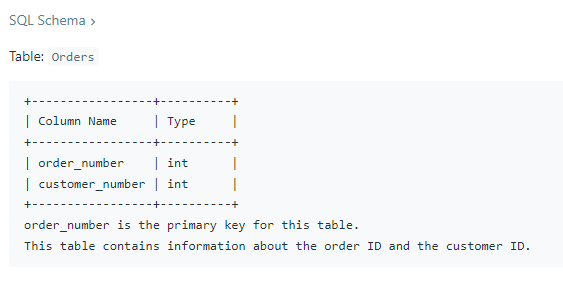 SQL Schema >
Table: Orders
+-----------------+----------+
| Column Name     | Type     |
+-----------------+----------+
| order_number    | int      |
| customer_number | int      |
+-----------------+----------+
order_number is the primary key for this table.
This table contains information about the order ID and the customer ID.